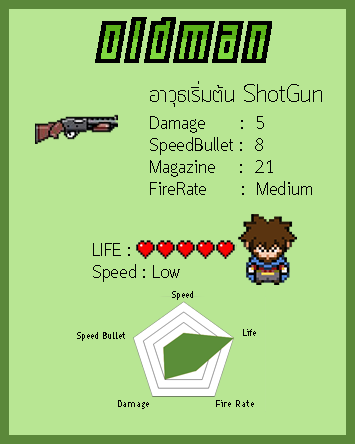 oldman
อาวุธเริ่มต้น ShotGun
Damage : 5
SpeedBullet : 8
Magazine : 21
FireRate : Medium
LIFE :
Speed : Low
Speed
Speed Bullet
Life
Damage
Fire Rate